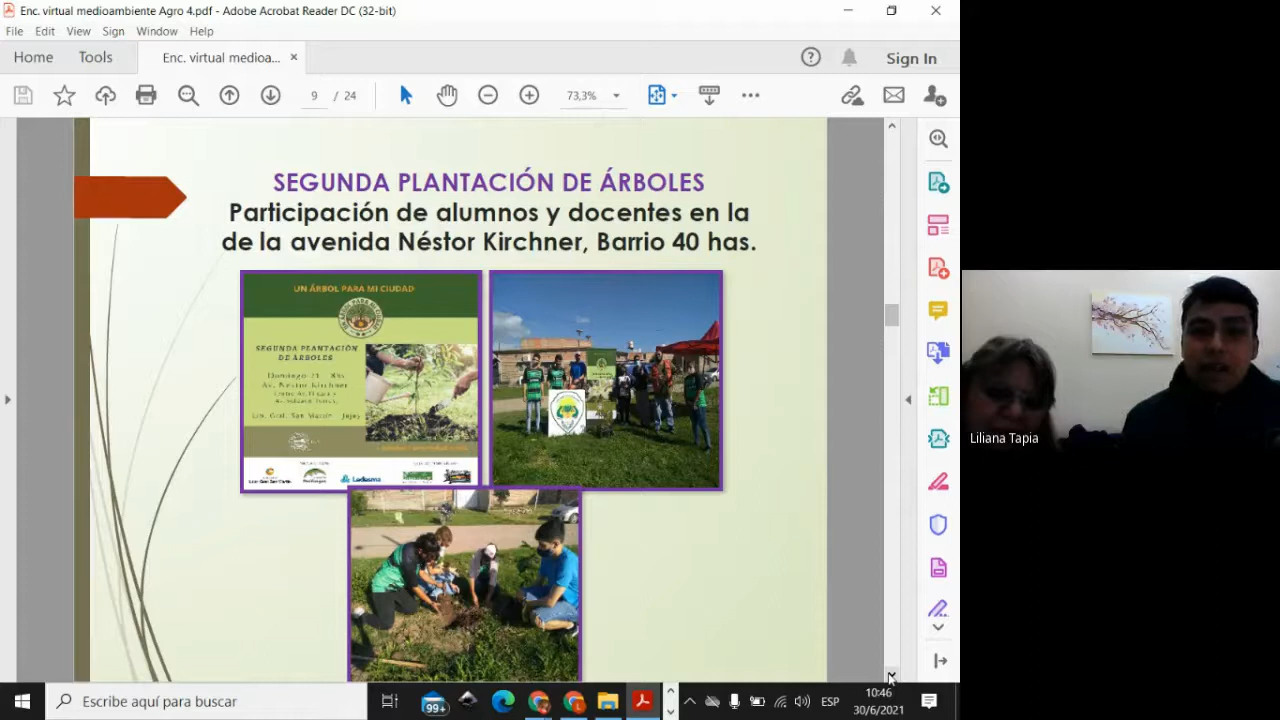 Enc. virtual medioambiente Agro 4.pdf - Adobe Acrobat Reader DC (32-bit)
File Edit View Sign Window Help
Home Tools Enc. virtual medioa... ×
Sign In
9 / 24 73,3%
SEGUNDA PLANTACIÓN DE ÁRBOLES
Participación de alumnos y docentes en la
de la avenida Néstor Kirchner, Barrio 40 has.
UN ÁRBOL PARA MI CIUDAD
SEGUNDA PLANTACIÓN
DE ÁRBOLES
Av. Néstor Kirchner
Ledesma
Liliana Tapia
Escribe aquí para buscar
99+
ESP
10:46
30/6/2021